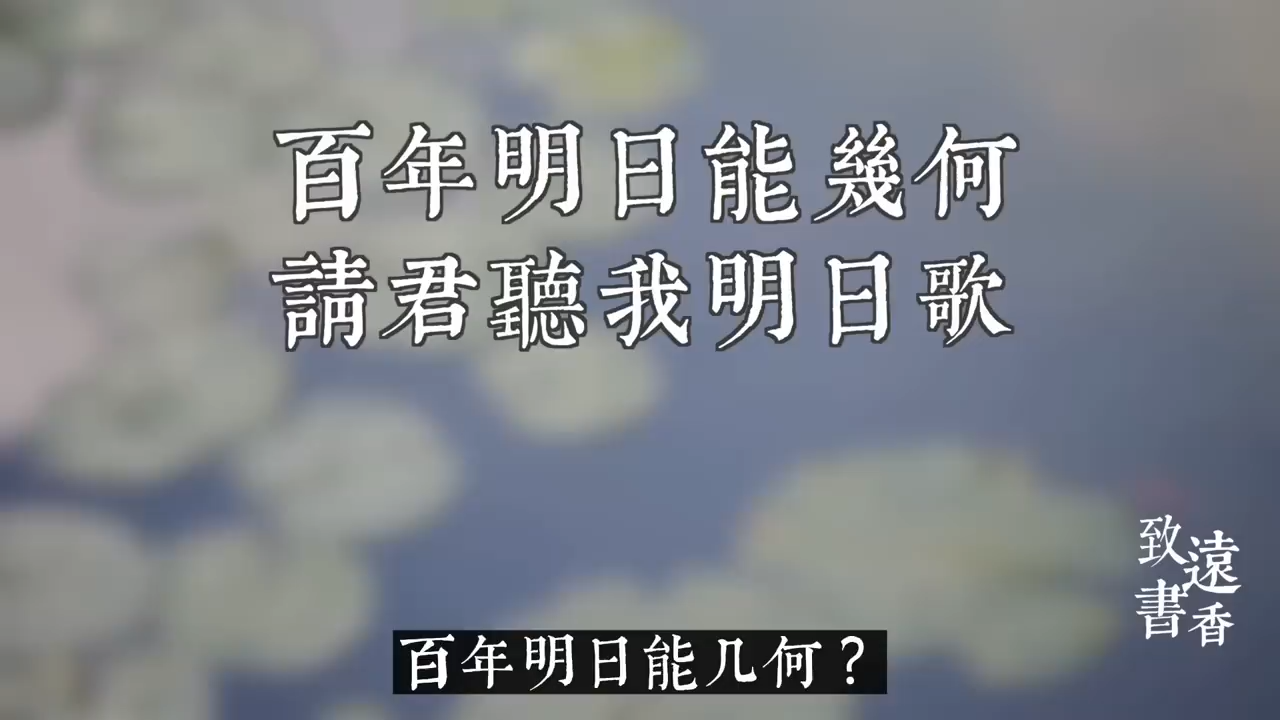 百年明日能幾何
請君聽我明日歌
致遠
書香
百年明日能几何？